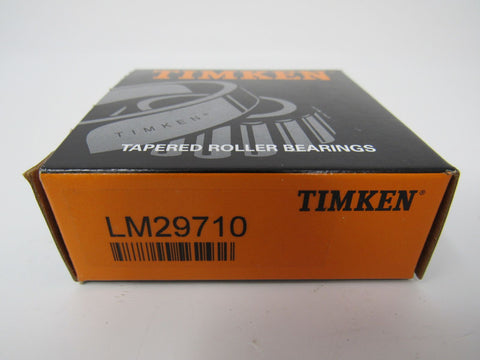 TIMKEN
TIMKEN®
TAPERED ROLLER BEARINGS
TIMKEN®
LM29710